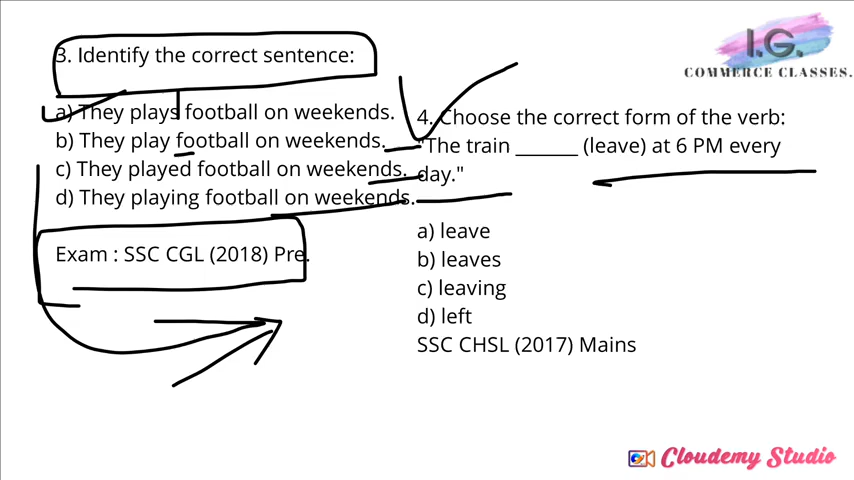 3. Identify the correct sentence:
a) They plays football on weekends.
b) They play football on weekends.
c) They played football on weekends.
d) They playing football on weekends.
Exam : SSC CGL (2018) Pre.
I.G.
COMMERCE CLASSES.
4. Choose the correct form of the verb:
"The train ______ (leave) at 6 PM every
day."
a) leave
b) leaves
c) leaving
d) left
SSC CHSL (2017) Mains
Cloudemy Studio